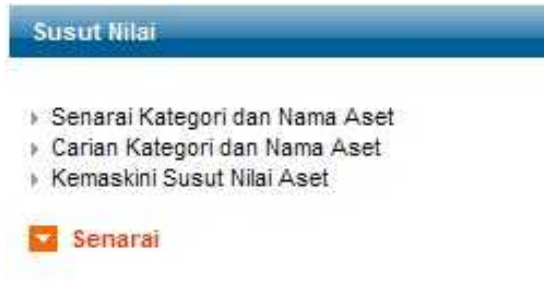 Susut Nilai
Senarai Kategori dan Nama Aset
Carian Kategori dan Nama Aset
Kemaskini Susut Nilai Aset
Senarai